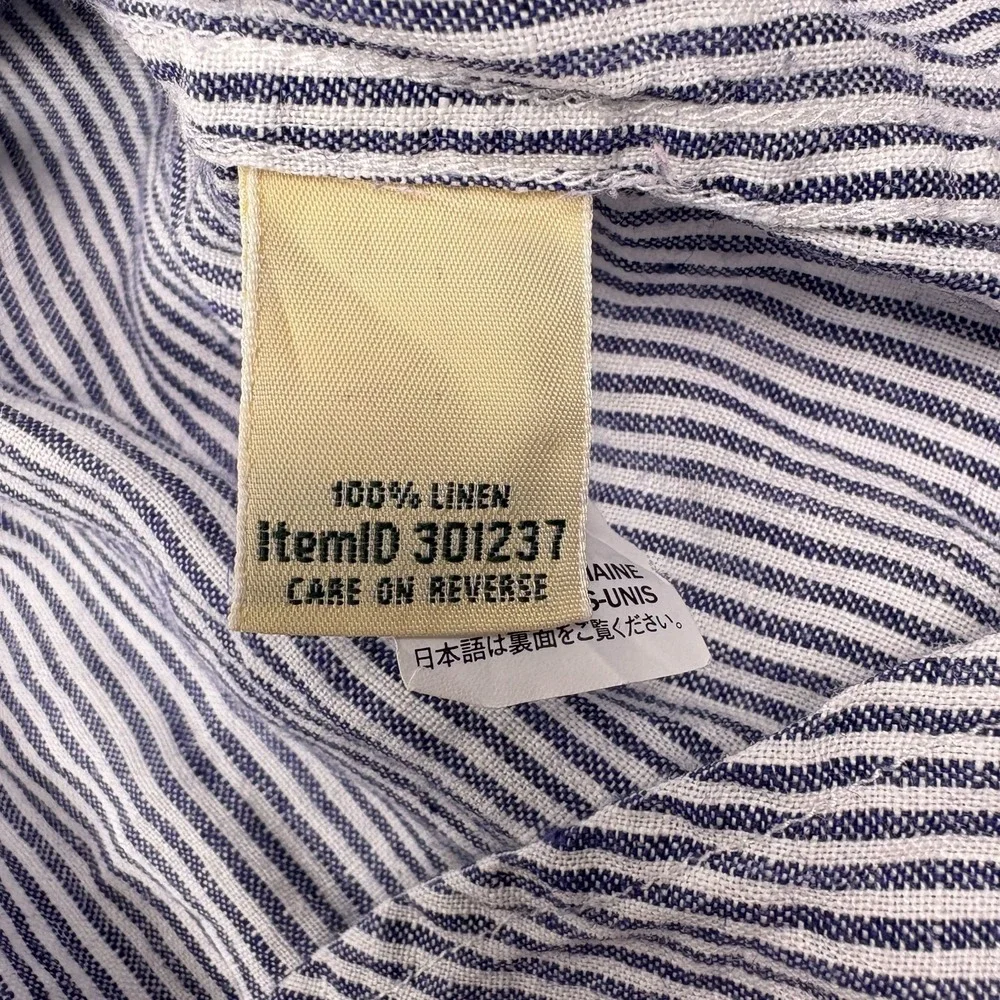 100% LINEN
ItemID 301237
CARE ON REVERSE
MAINE
S-UNIS
日本語は裏面をご覧ください。